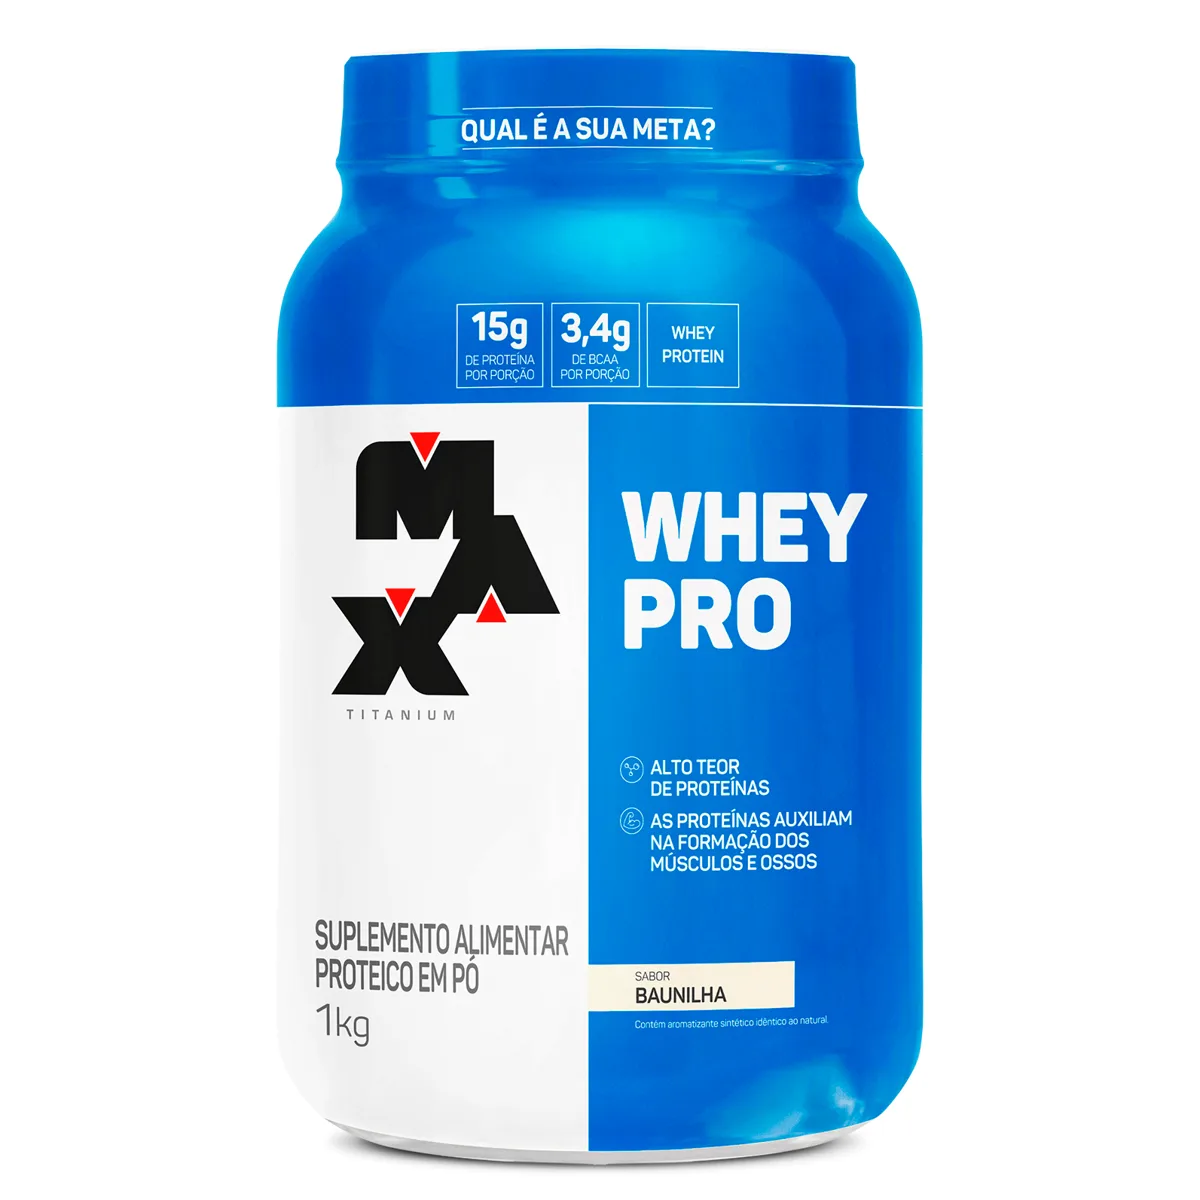 QUAL É A SUA META?
15g
DE PROTEÍNA
POR PORÇÃO
3,4g
DE BCAA
POR PORÇÃO
WHEY
PROTEIN
MAX
TITANIUM
WHEY
PRO
ALTO TEOR
DE PROTEÍNAS
AS PROTEÍNAS AUXILIAM
NA FORMAÇÃO DOS
MÚSCULOS E OSSOS
SUPLEMENTO ALIMENTAR
PROTEICO EM PÓ
1kg
SABOR
BAUNILHA
Contém aromatizante sintético idêntico ao natural.